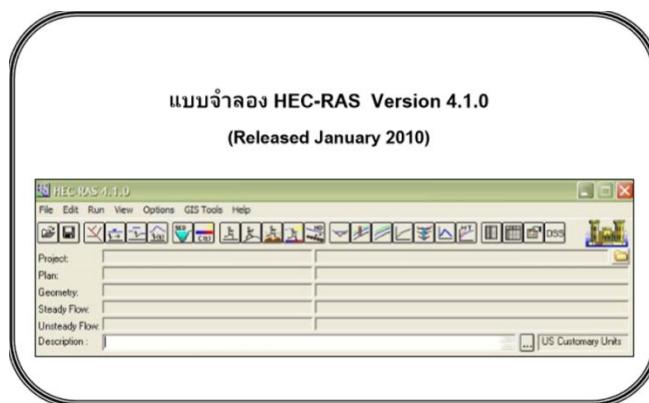 แบบจำลอง HEC-RAS Version 4.1.0
(Released January 2010)
HEC-RAS 4.1.0
File Edit Run View Options GIS Tools Help
DSS
Project:
Plan:
Geometry:
Steady Flow:
Unsteady Flow:
Description : ... US Customary Units